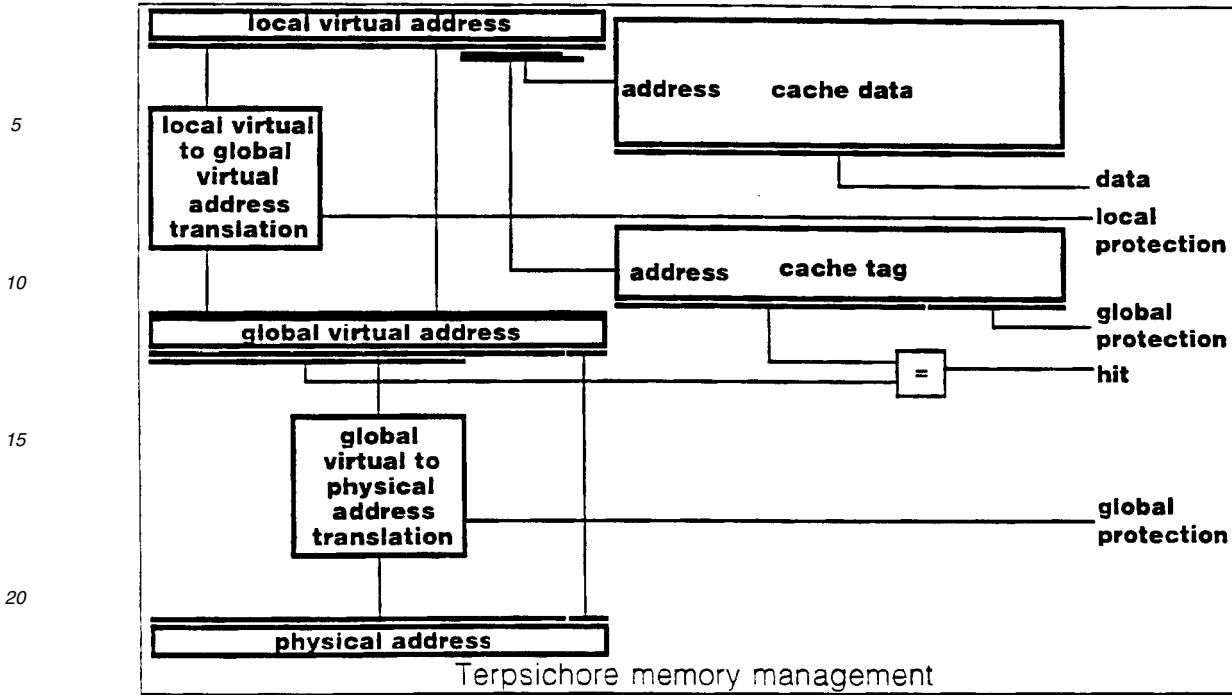 local virtual address
address cache data
5
local virtual
to global
virtual
address
translation
data
local
protection
address cache tag
10
global virtual address
global
protection
=
hit
15
global
virtual to
physical
address
translation
global
protection
20
physical address
Terpsichore memory management